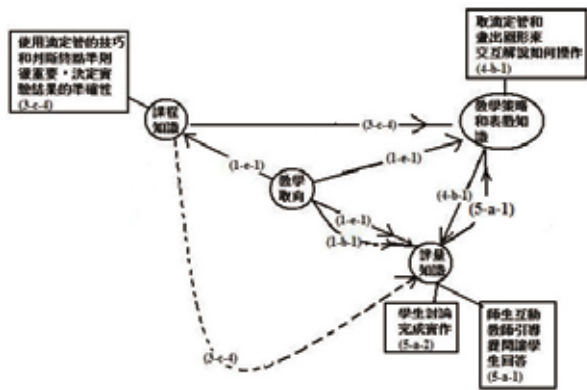 使用滴定管的技巧
和判斷終點準則
很重要，決定實
驗結果的準確性
(3-c-4)
取滴定管和
畫出圖形來
交互解說如何操作
(4-b-1)
課程
知識
(3-c-4)
教學策略
和表徵知
識
(1-e-1)
(1-e-1)
教學
取向
(4-b-1)
(5-a-1)
(1-e-1)
(1-h-1)
評量
知識
(3-c-4)
學生討論
完成實作
(5-a-2)
師生互動
教師引導
提問讓學
生回答
(5-a-1)